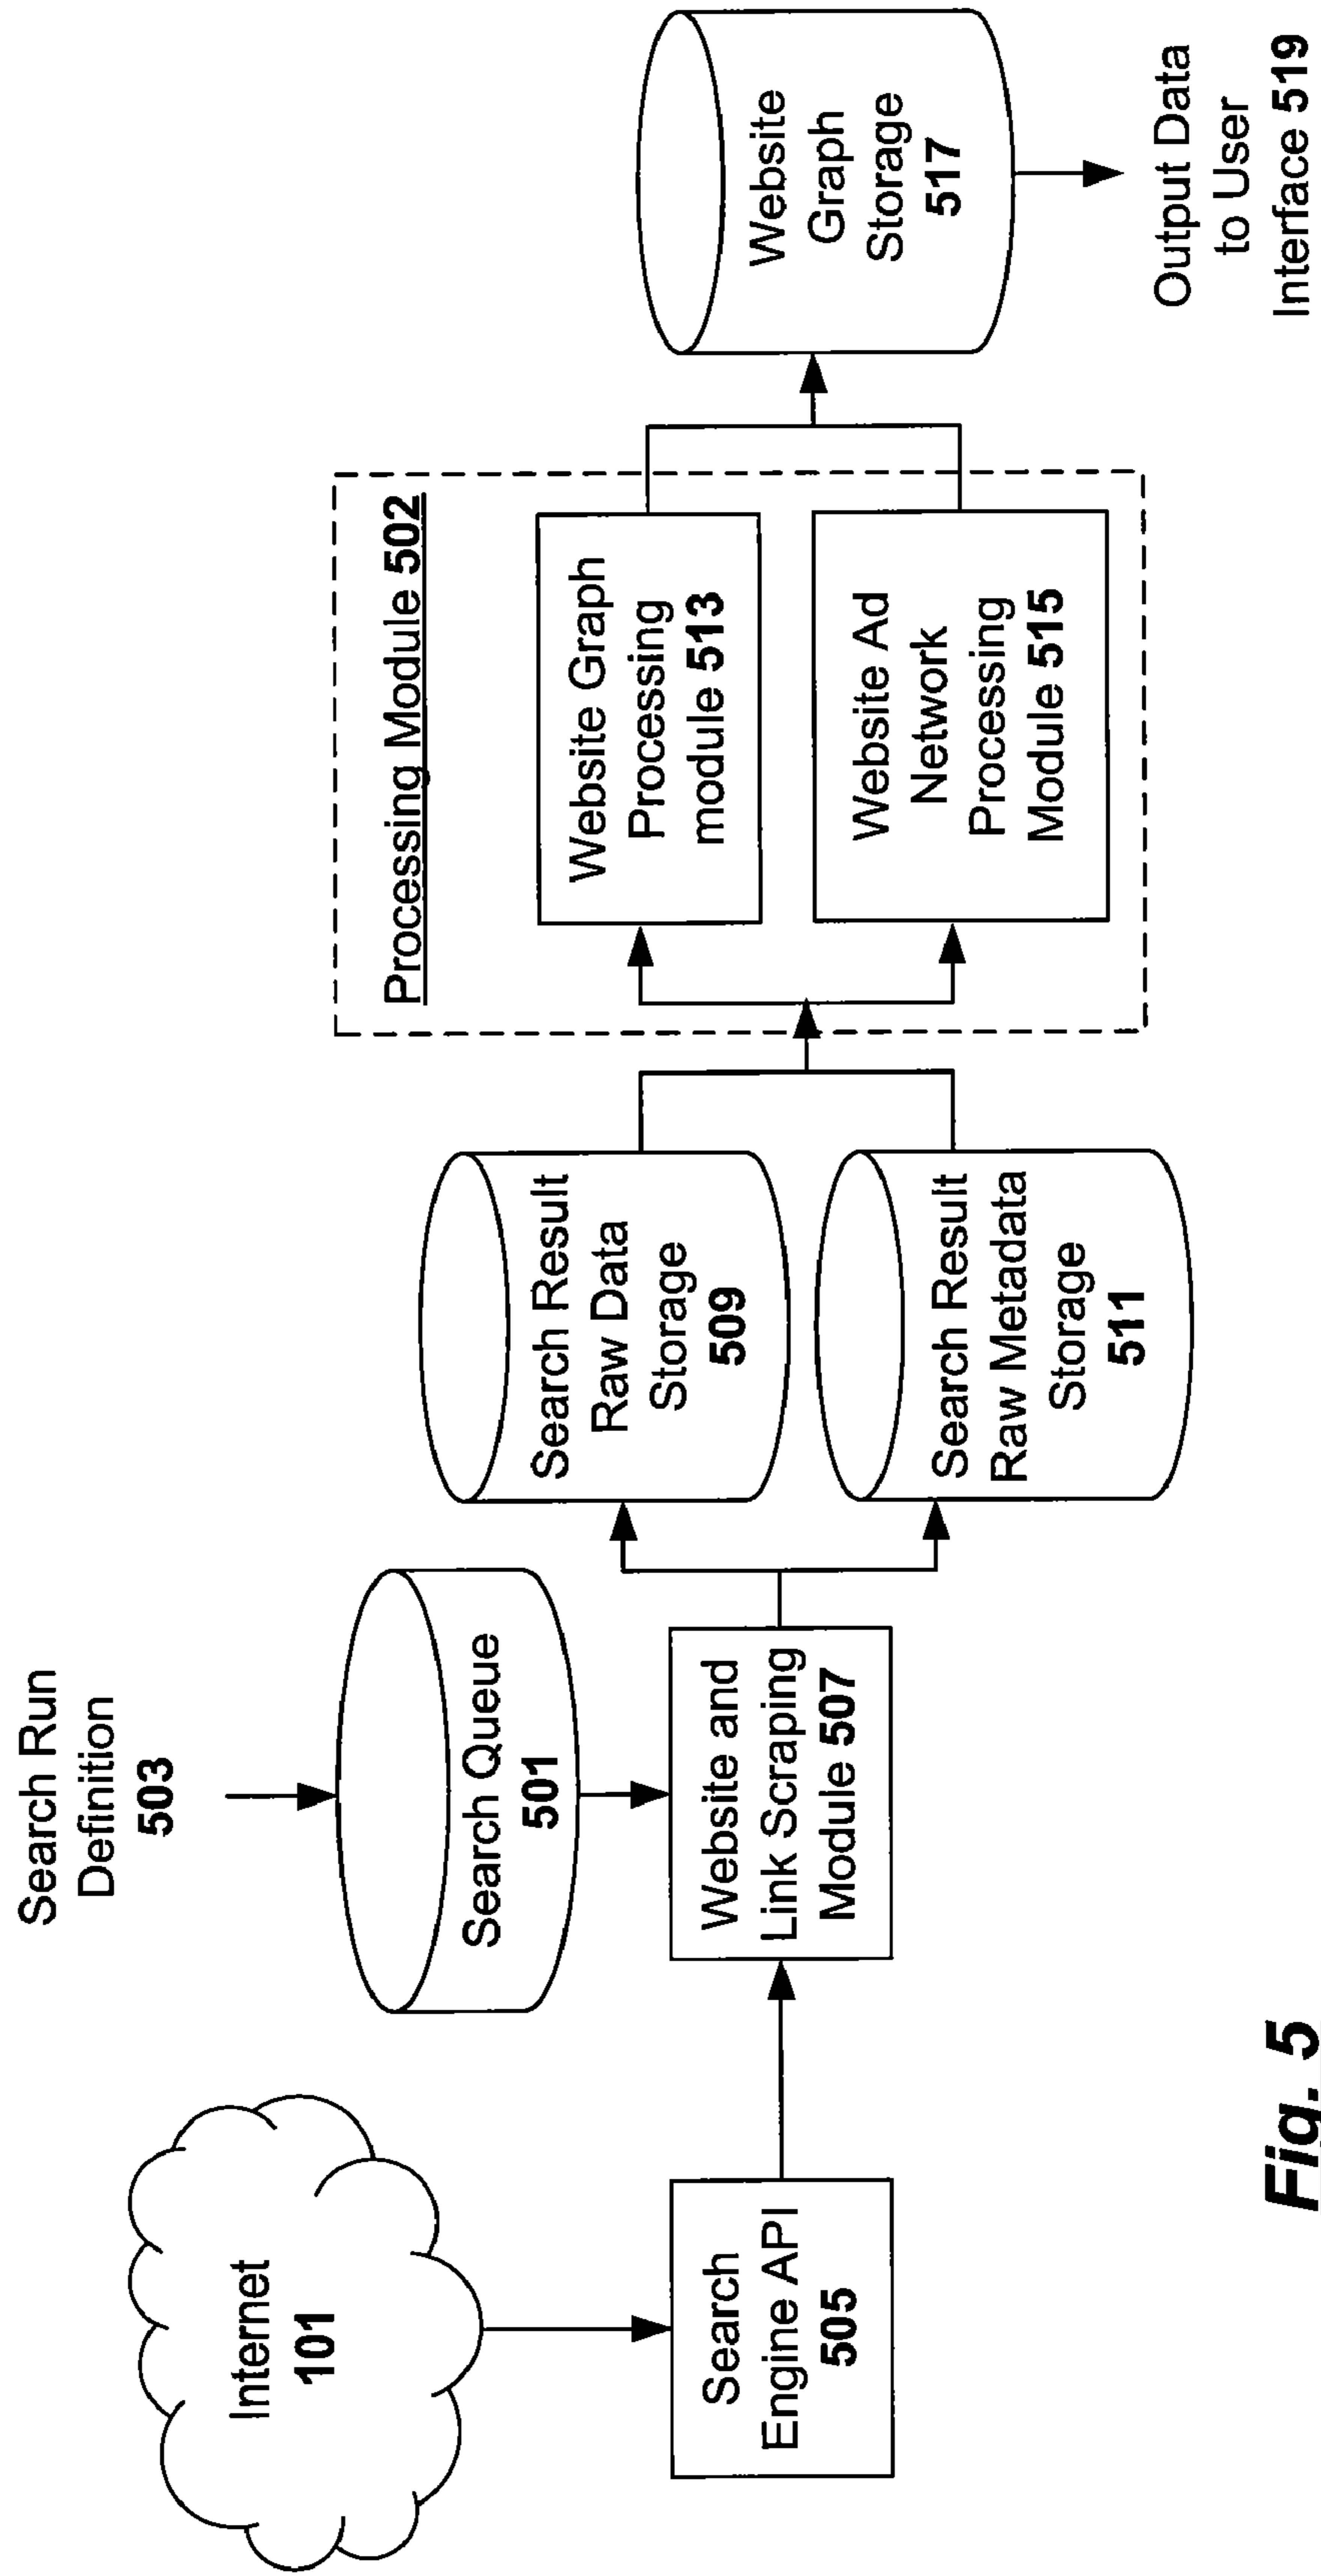 Search Run
Definition
503
Internet
101
Search Queue
501
Search
Engine API
505
Website and
Link Scraping
Module 507
Search Result
Raw Data
Storage
509
Search Result
Raw Metadata
Storage
511
Processing Module 502
Website Graph
Processing
module 513
Website Ad
Network
Processing
Module 515
Website
Graph
Storage
517
Output Data
to User
Interface 519
Fig. 5